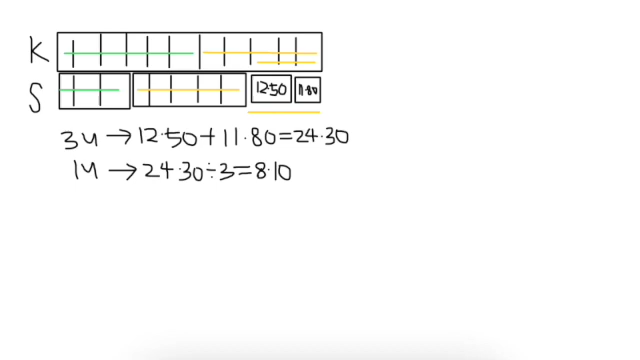 K
S 12.50 11.80
3u → 12.50+11.80=24.30
1u → 24.30÷3=8.10